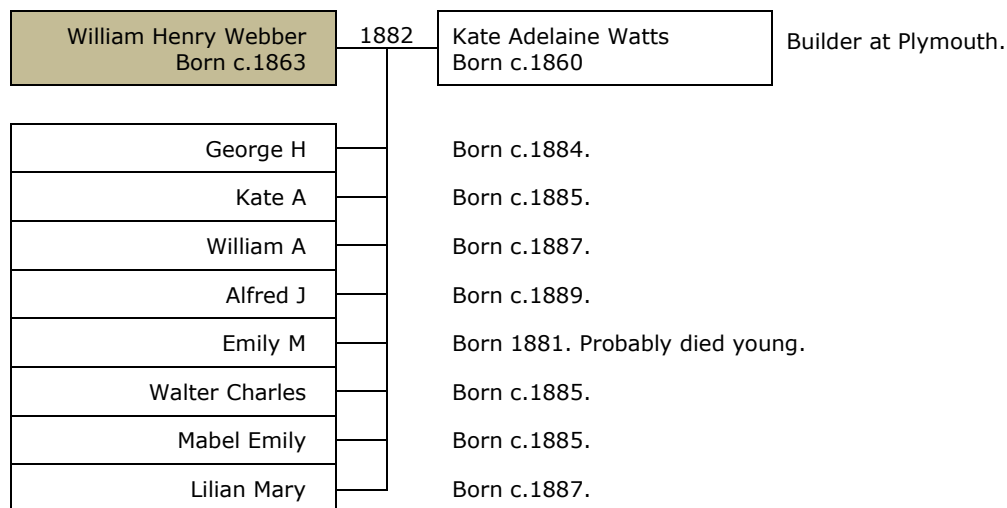 William Henry Webber
Born c.1863
1882
Kate Adelaine Watts
Born c.1860
Builder at Plymouth.
George H
Born c.1884.
Kate A
Born c.1885.
William A
Born c.1887.
Alfred J
Born c.1889.
Emily M
Born 1881. Probably died young.
Walter Charles
Born c.1885.
Mabel Emily
Born c.1885.
Lilian Mary
Born c.1887.